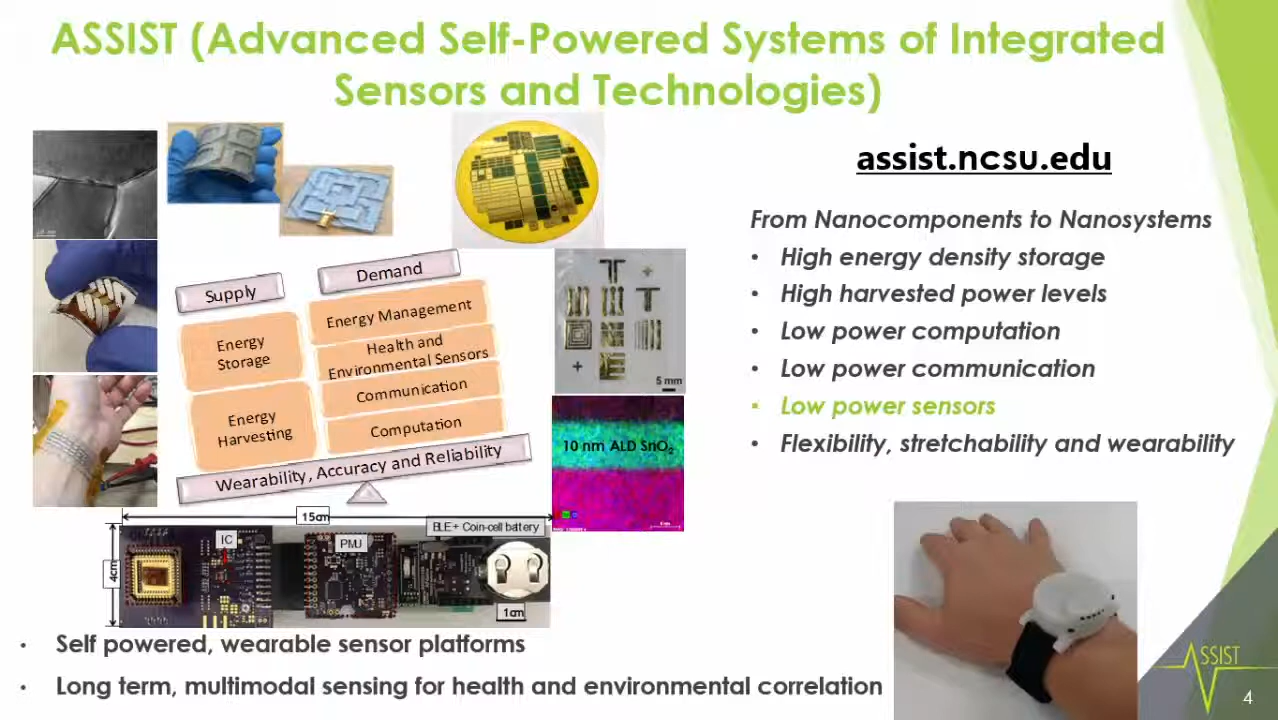 ASSIST (Advanced Self-Powered Systems of Integrated
Sensors and Technologies)
assist.ncsu.edu
From Nanocomponents to Nanosystems
• High energy density storage
• High harvested power levels
• Low power computation
• Low power communication
▪ Low power sensors
• Flexibility, stretchability and wearability
Supply
Demand
Energy
Storage
Energy
Harvesting
Energy Management
Health and
Environmental Sensors
Communication
Computation
Wearability, Accuracy and Reliability
5 mm
10 nm ALD SnO₂
15cm
4cm
IC
PMU
BLE + Coin-cell battery
1cm
• Self powered, wearable sensor platforms
• Long term, multimodal sensing for health and environmental correlation
ASSIST
4